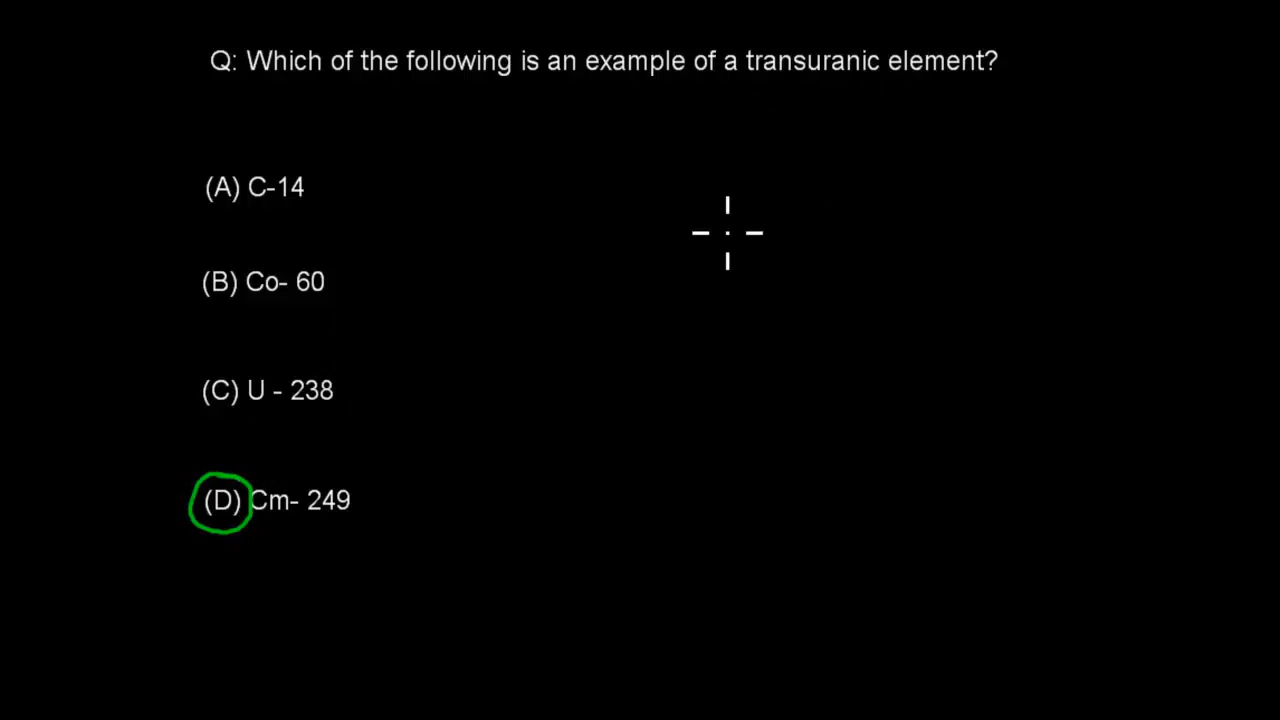 Q: Which of the following is an example of a transuranic element?
(A) C-14
(B) Co- 60
(C) U - 238
(D) Cm- 249